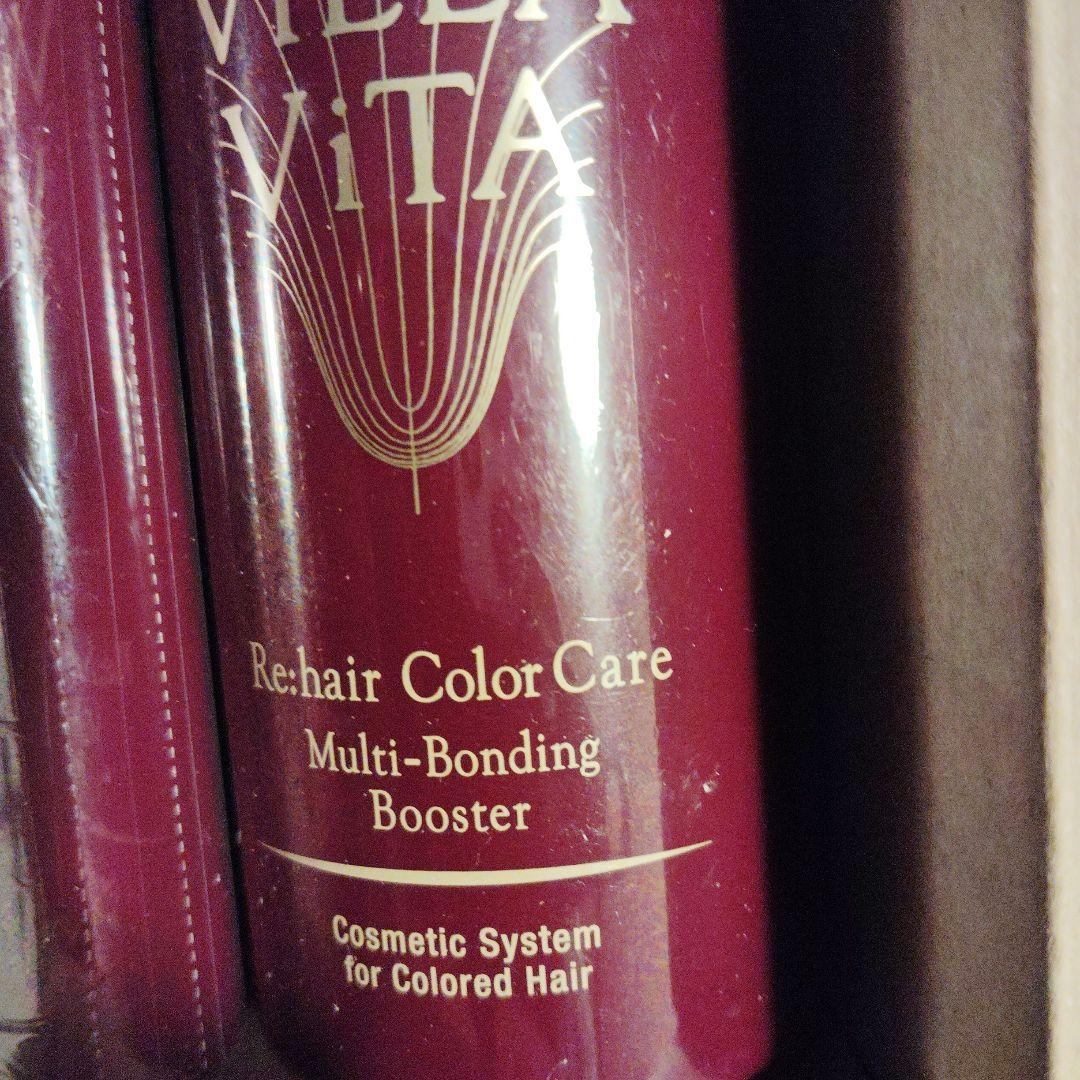 ViTA
Re:hair Color Care
Multi-Bonding
Booster
Cosmetic System
for Colored Hair